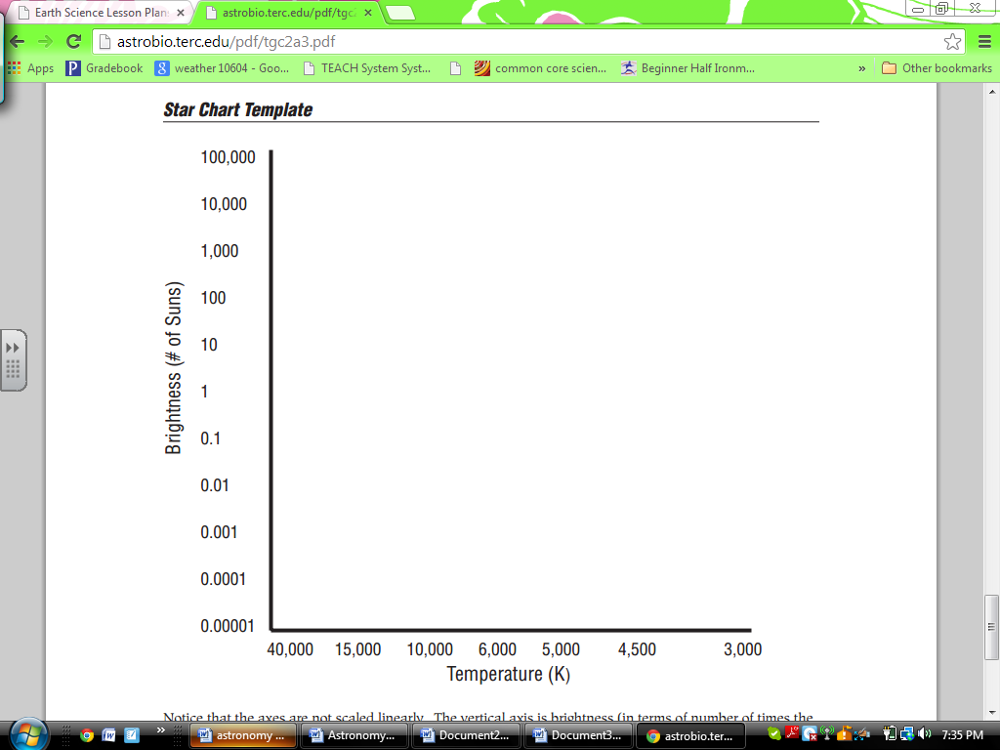 Earth Science Lesson Plan
astrobio.terc.edu/pdf/tgc
astrobio.terc.edu/pdf/tgc2a3.pdf
Apps Gradebook weather 10604 - Goo... TEACH System Syst... common core scien... Beginner Half Ironm... » Other bookmarks
Star Chart Template
100,000
10,000
1,000
100
10
1
0.1
0.01
0.001
0.0001
0.00001
Brightness (# of Suns)
40,000 15,000 10,000 6,000 5,000 4,500 3,000
Temperature (K)
Notice that the axes are not scaled linearly. The vertical axis is brightness (in terms of number of times the
astronomy ... Astronomy... Document2... Document3... astrobio.ter... 7:35 PM